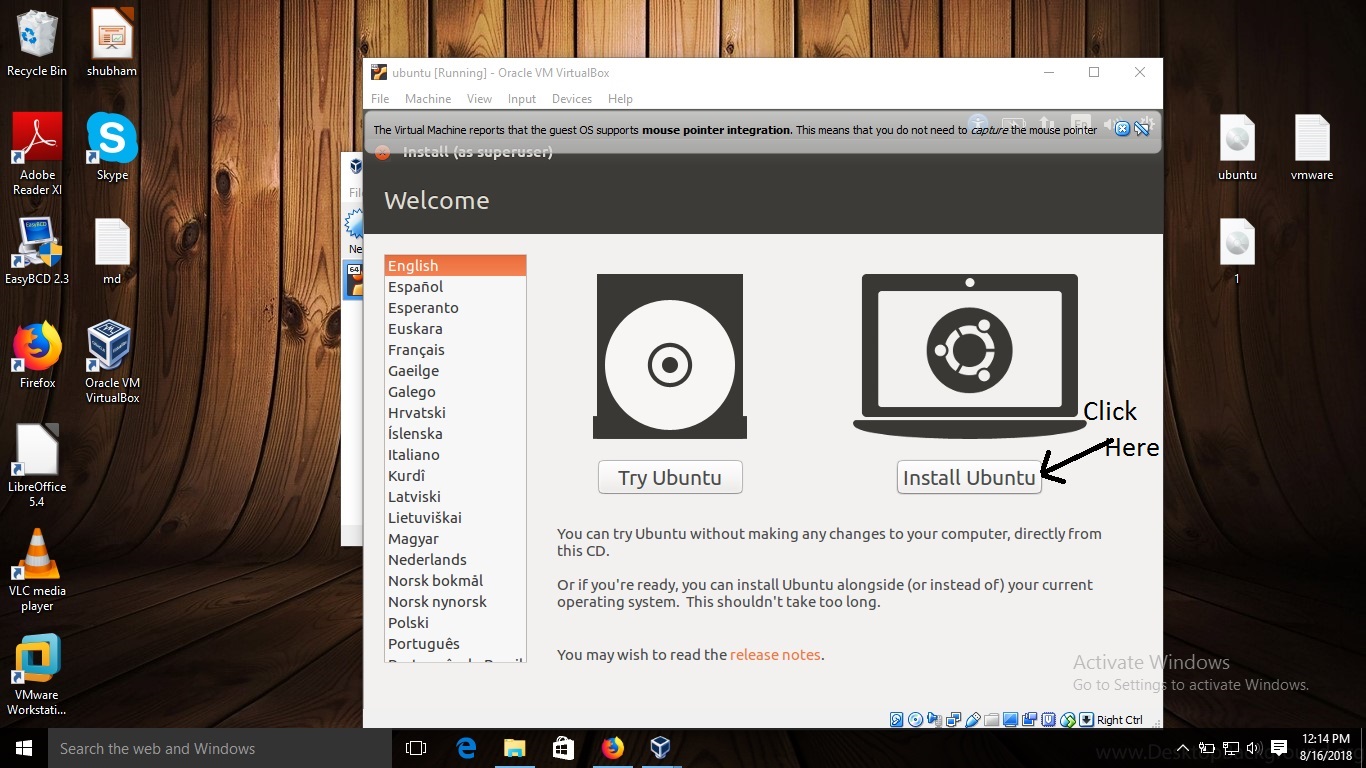 Recycle Bin
shubham
Adobe
Reader XI
Skype
EasyBCD
EasyBCD 2.3
md
Firefox
Oracle VM
VirtualBox
LibreOffice
5.4
VLC media
player
VMware
Workstati...
ubuntu
vmware
1
Ne
64
ubuntu [Running] - Oracle VM VirtualBox
File Machine View Input Devices Help
The Virtual Machine reports that the guest OS supports mouse pointer integration. This means that you do not need to capture the mouse pointer
Install (as superuser)
Welcome
English
Español
Esperanto
Euskara
Français
Gaeilge
Galego
Hrvatski
Íslenska
Italiano
Kurdî
Latviski
Lietuviškai
Magyar
Nederlands
Norsk bokmål
Norsk nynorsk
Polski
Português
Try Ubuntu
Install Ubuntu
Click
Here
You can try Ubuntu without making any changes to your computer, directly from
this CD.
Or if you're ready, you can install Ubuntu alongside (or instead of) your current
operating system. This shouldn't take too long.
You may wish to read the release notes.
Activate Windows
Go to Settings to activate Windows.
Right Ctrl
Search the web and Windows
12:14 PM
8/16/2018